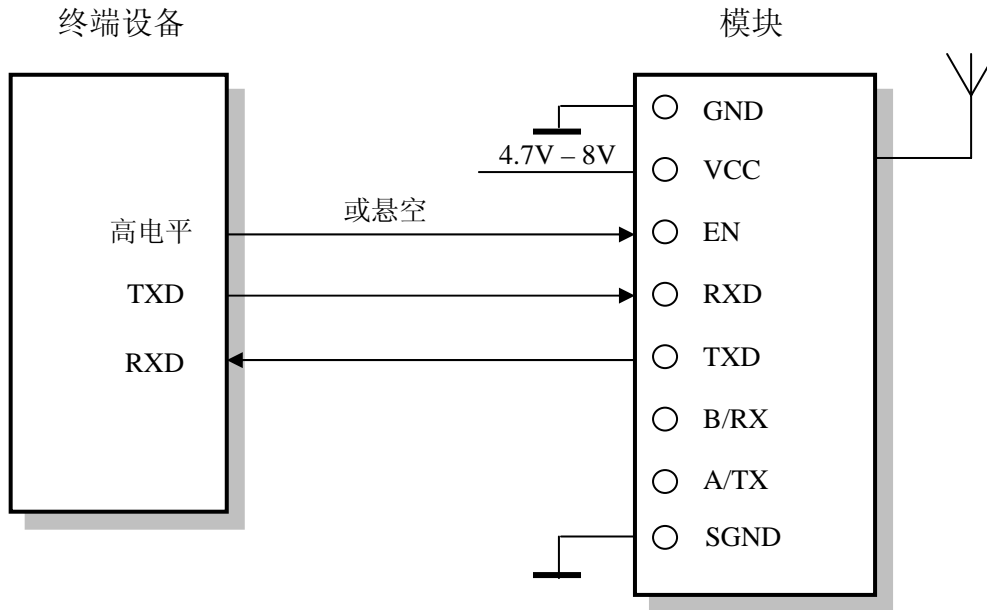 终端设备
模块
GND
4.7V – 8V
VCC
高电平
或悬空
EN
TXD
RXD
RXD
TXD
B/RX
A/TX
SGND